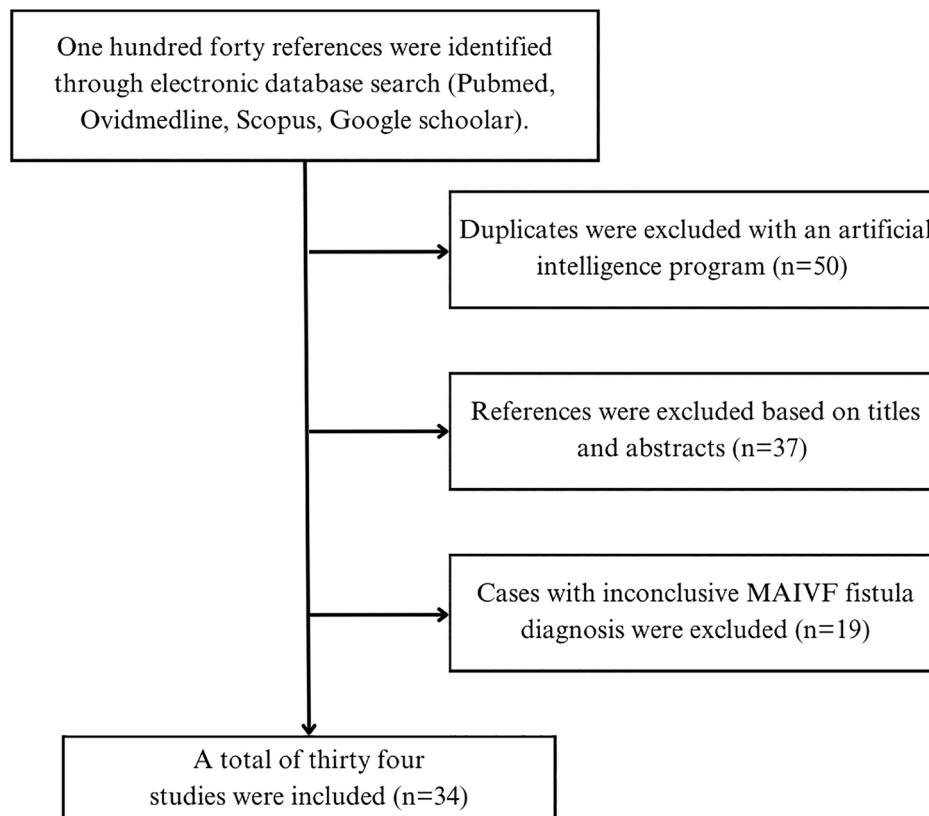 One hundred forty references were identified
through electronic database search (Pubmed,
Ovidmedline, Scopus, Google schoolar).
Duplicates were excluded with an artificial
intelligence program (n=50)
References were excluded based on titles
and abstracts (n=37)
Cases with inconclusive MAIVF fistula
diagnosis were excluded (n=19)
A total of thirty four
studies were included (n=34)